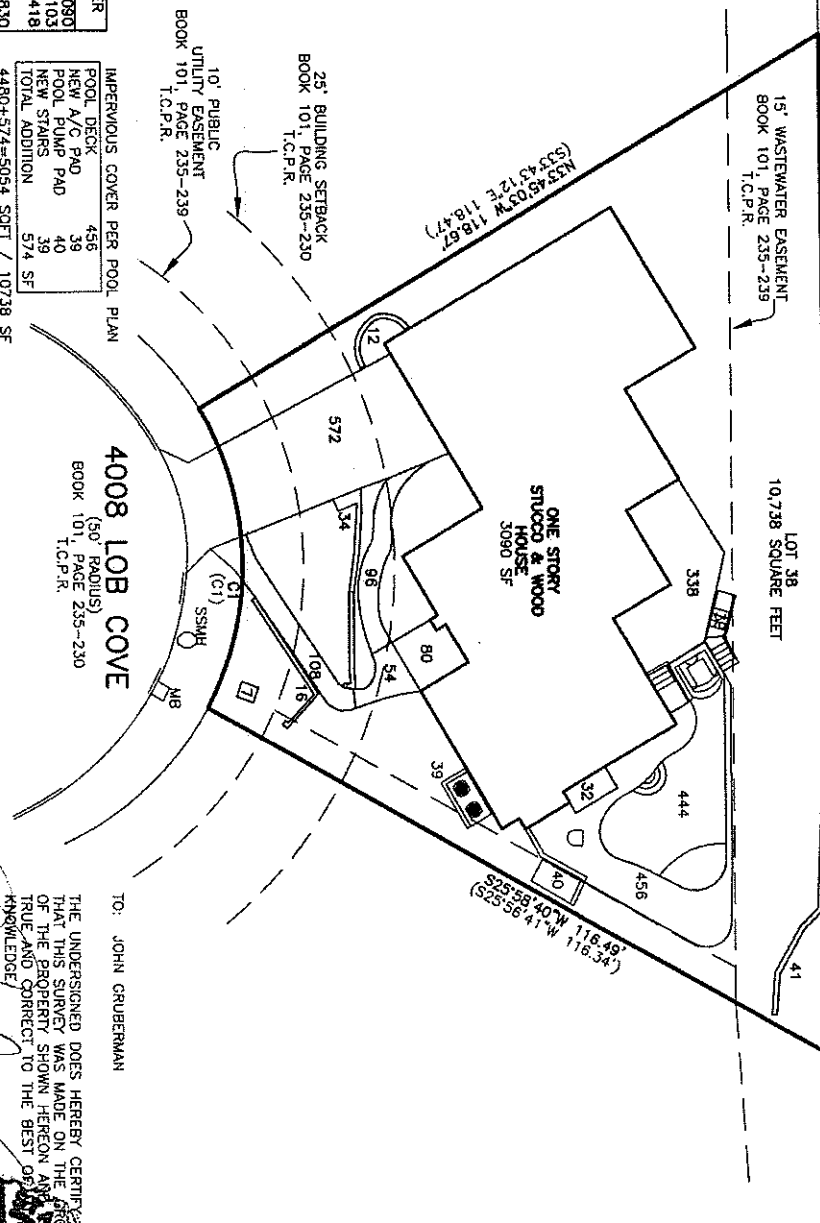 15' WASTEWATER EASEMENT
BOOK 101, PAGE 235-239
T.C.P.R.
LOT 38
10,738 SQUARE FEET
N33°45'03"W 118.67'
(S33°43'12"E 118.47')
25' BUILDING SETBACK
BOOK 101, PAGE 235-230
T.C.P.R.
10' PUBLIC
UTILITY EASEMENT
BOOK 101, PAGE 235-239
T.C.P.R.
ONE STORY
STUCCO & WOOD
HOUSE
3090 SF
12
572
34
96
338
80
54
108
16
7
39
32
444
456
40
41
S25°58'40"W 116.49'
(S25°56'41"W 116.34')
C1
(C1)
SSMH
MB
4008 LOB COVE
(50' RADIUS)
BOOK 101, PAGE 235-230
T.C.P.R.
ER
090
103
418
830
IMPERVIOUS COVER PER POOL PLAN
POOL DECK 456
NEW A/C PAD 39
POOL PUMP PAD 40
NEW STAIRS 39
TOTAL ADDITION 574 SF
4480+574=5054 SQFT / 10738 SF
TO: JOHN GRUBERMAN
THE UNDERSIGNED DOES HEREBY CERTIFY
THAT THIS SURVEY WAS MADE ON THE
OF THE PROPERTY SHOWN HEREON AND
TRUE AND CORRECT TO THE BEST OF
KNOWLEDGE